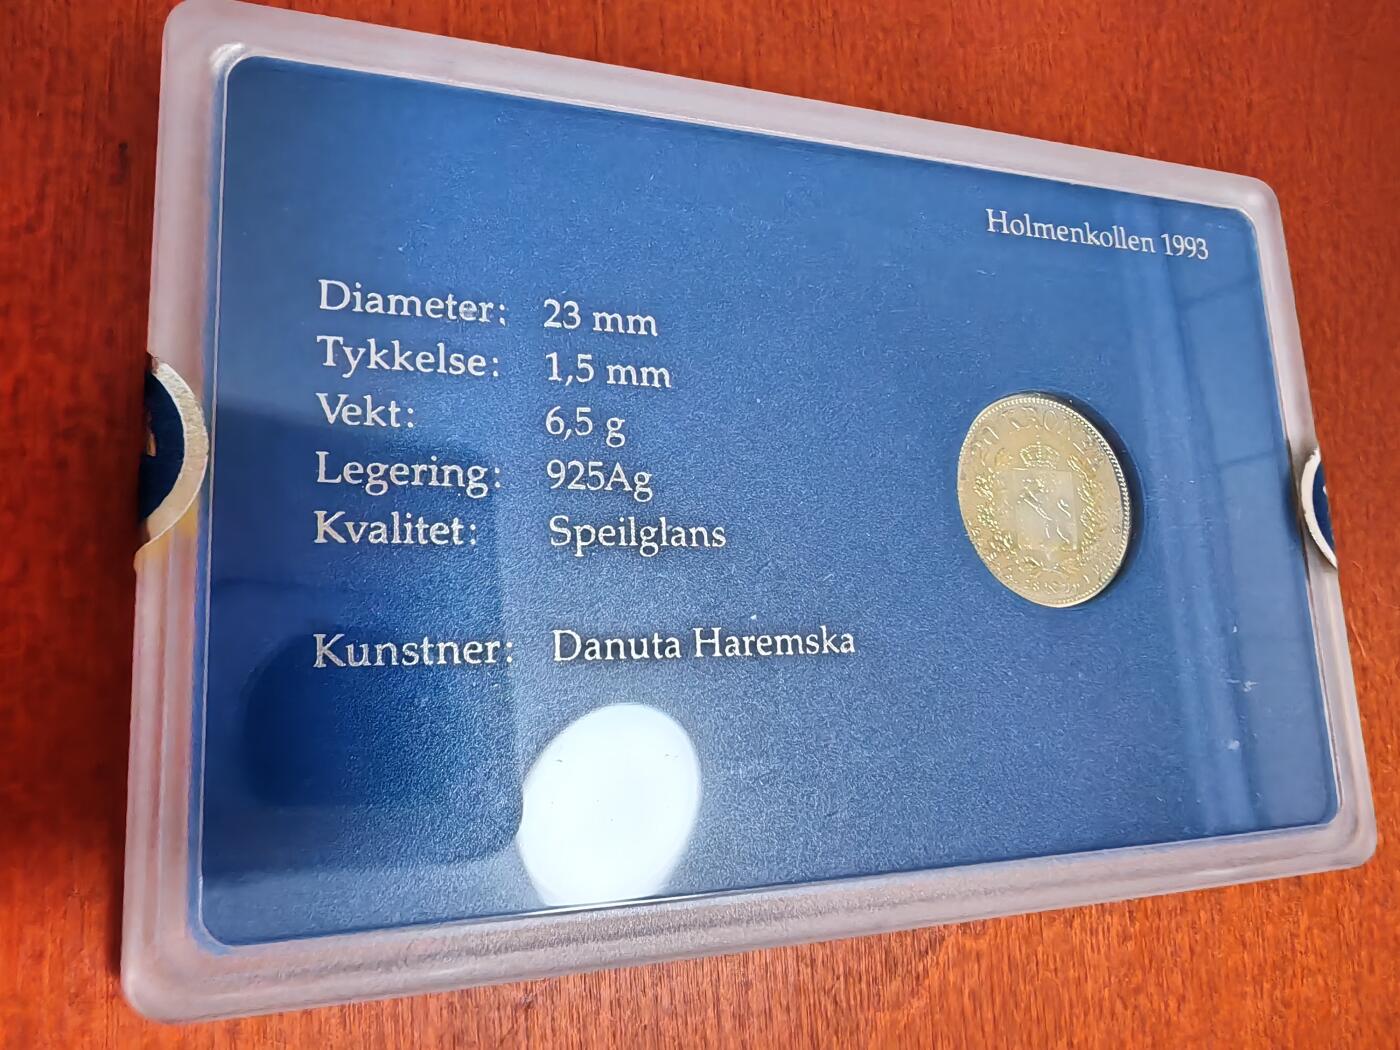 Holmenkollen 1993
Diameter: 23 mm
Tykkelse: 1,5 mm
Vekt: 6,5 g
Legering: 925Ag
Kvalitet: Speilglans
Kunstner: Danuta Haremska